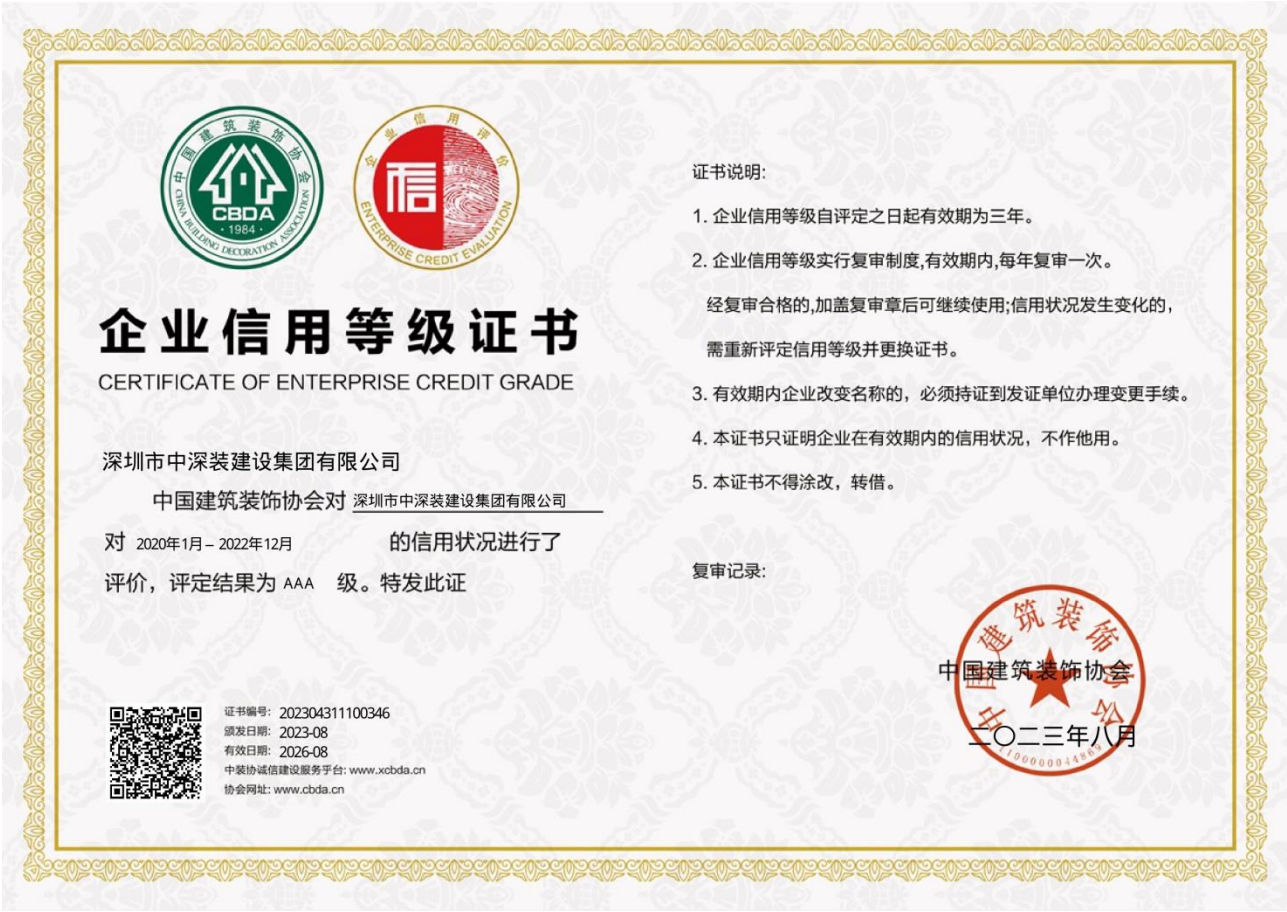 中国建筑装饰协会
CBDA
·1984·
CHINA BUILDING DECORATION ASSOCIATION
企业信用评价
信
ENTERPRISE CREDIT EVALUATION
企业信用等级证书
CERTIFICATE OF ENTERPRISE CREDIT GRADE
深圳市中深装建设集团有限公司
中国建筑装饰协会对 深圳市中深装建设集团有限公司
对 2020年1月– 2022年12月 的信用状况进行了
评价，评定结果为 AAA 级。特发此证
证书编号: 202304311100346
颁发日期: 2023-08
有效日期: 2026-08
中装协诚信建设服务平台: www.xcbda.cn
协会网址: www.cbda.cn
证书说明:
1. 企业信用等级自评定之日起有效期为三年。
2. 企业信用等级实行复审制度,有效期内,每年复审一次。
经复审合格的,加盖复审章后可继续使用;信用状况发生变化的,
需重新评定信用等级并更换证书。
3. 有效期内企业改变名称的，必须持证到发证单位办理变更手续。
4. 本证书只证明企业在有效期内的信用状况，不作他用。
5. 本证书不得涂改，转借。
复审记录:
中国建筑装饰协会
中国建筑装饰协会
二〇二三年八月
1100000044869